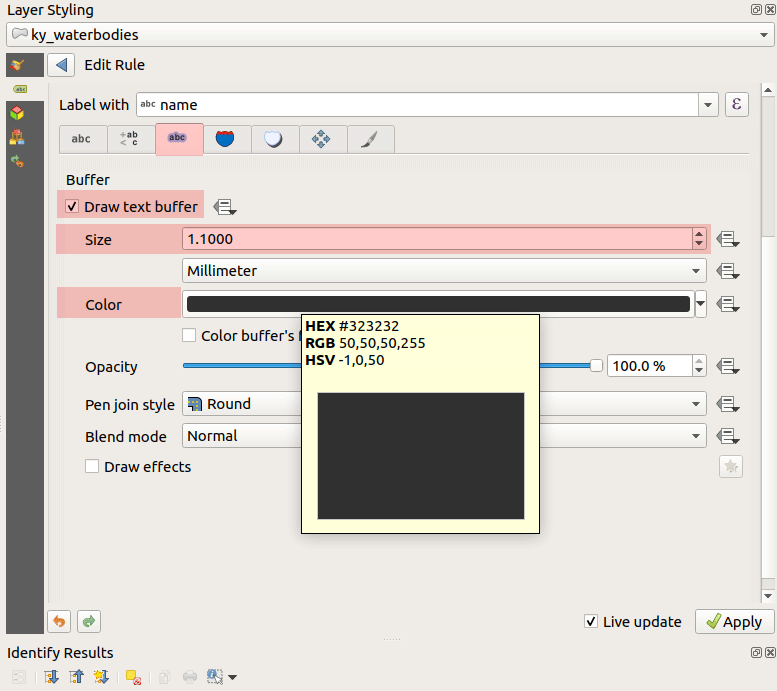 Layer Styling
ky_waterbodies
Edit Rule
abc
Label with abc name ε
abc +ab < c abc
Buffer
Draw text buffer
Size 1.1000
Millimeter
Color
HEX #323232
RGB 50,50,50,255
HSV -1,0,50
Color buffer's f
Opacity 100.0 %
Pen join style Round
Blend mode Normal
Draw effects
Live update Apply
Identify Results